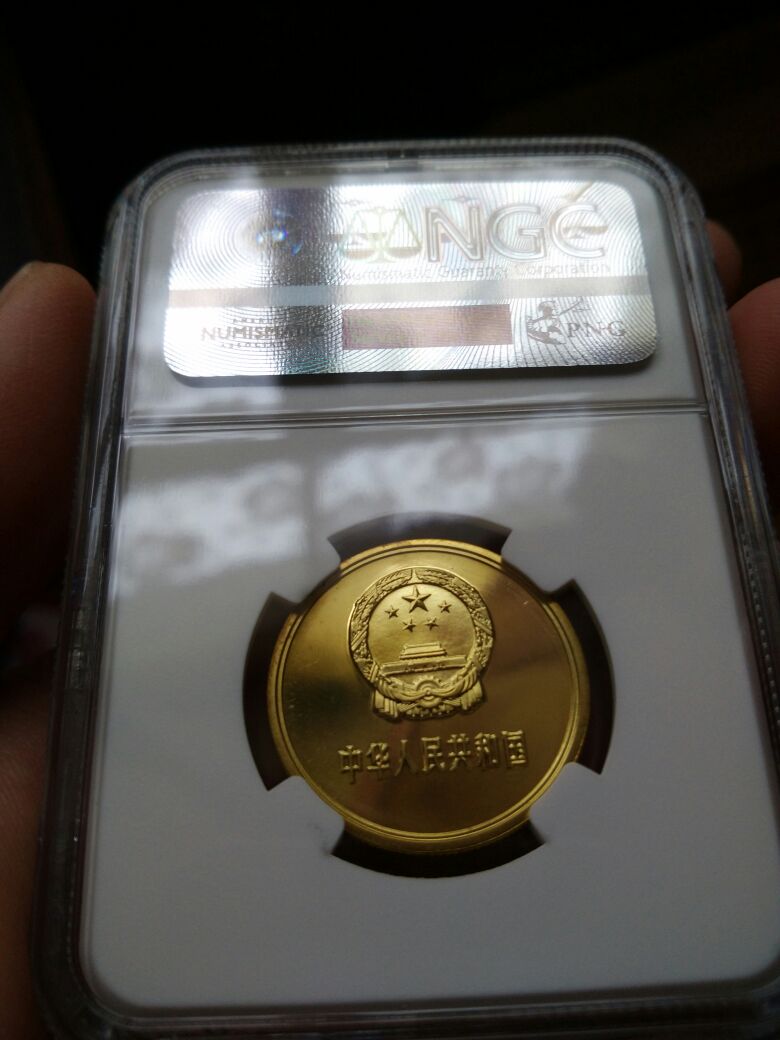 NGC
Numismatic Guaranty Corporation
NUMISMATIC
PNG
中华人民共和国